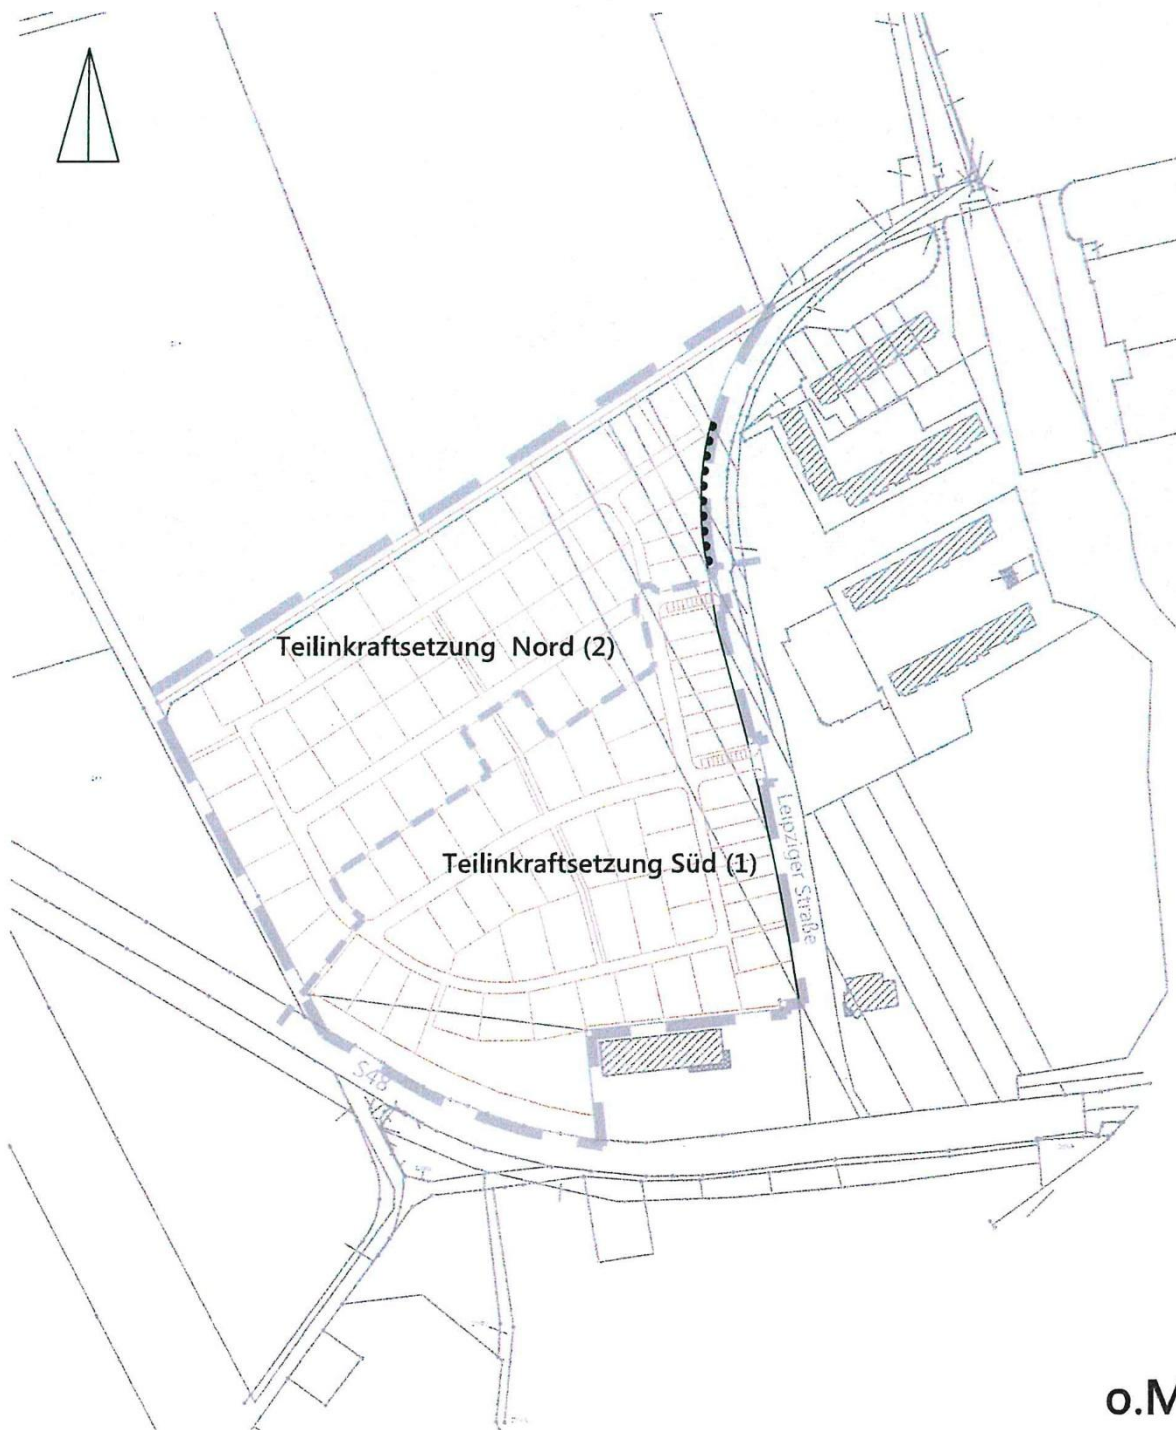 Teilinkraftsetzung Nord (2)
Teilinkraftsetzung Süd (1)
Leipziger Straße
S48
o.M